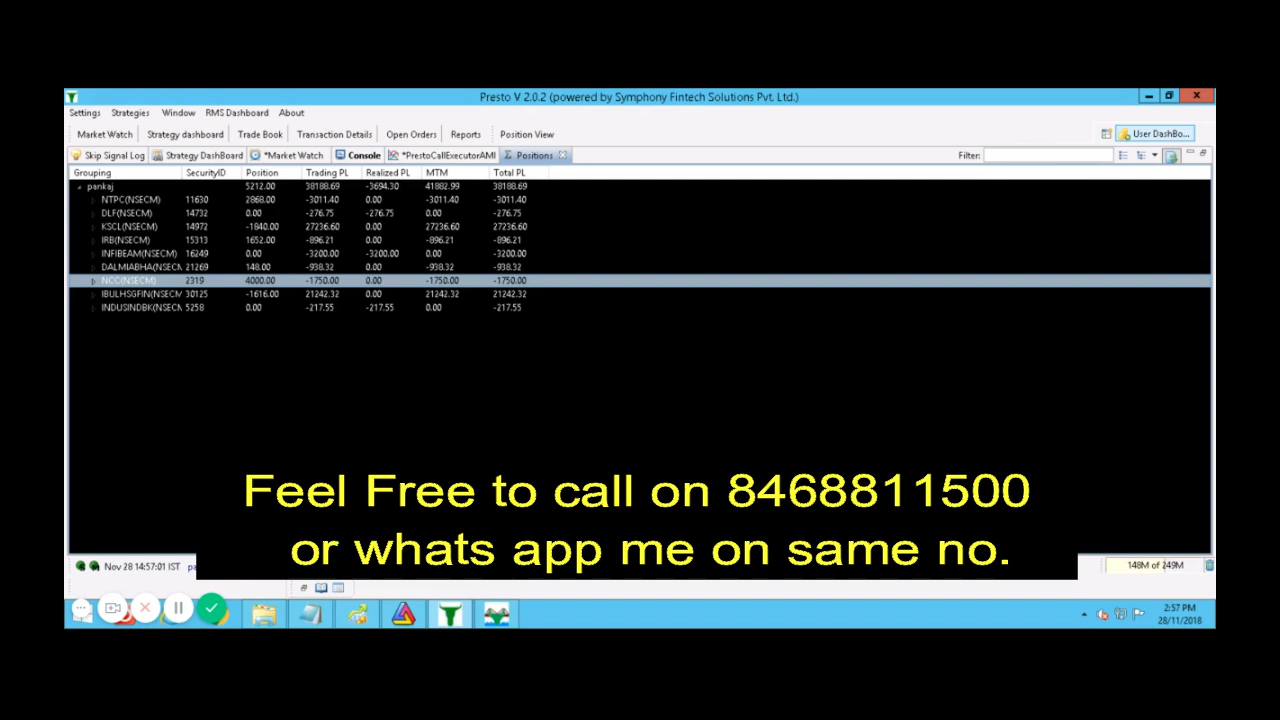 Presto V 2.0.2 (powered by Symphony Fintech Solutions Pvt. Ltd.)
Settings Strategies Window RMS Dashboard About
Market Watch Strategy dashboard Trade Book Transaction Details Open Orders Reports Position View User DashBo...
Skip Signal Log Strategy DashBoard *Market Watch Console *PrestoCallExecutorAMI Σ Positions Filter:
Grouping SecurityID Position Trading PL Realized PL MTM Total PL
pankaj 5212.00 38188.69 -3694.30 41882.99 38188.69
NTPC(NSECM) 11630 2868.00 -3011.40 0.00 -3011.40 -3011.40
DLF(NSECM) 14732 0.00 -276.75 -276.75 0.00 -276.75
KSCL(NSECM) 14972 -1840.00 27236.60 0.00 27236.60 27236.60
IRB(NSECM) 15313 1652.00 -896.21 0.00 -896.21 -896.21
INFIBEAM(NSECM) 16249 0.00 -3200.00 -3200.00 0.00 -3200.00
DALMIABHA(NSECM 21269 148.00 -938.32 0.00 -938.32 -938.32
NCC(NSECM) 2319 4000.00 -1750.00 0.00 -1750.00 -1750.00
IBULHSGFIN(NSECM 30125 -1616.00 21242.32 0.00 21242.32 21242.32
INDUSINDBK(NSECM 5258 0.00 -217.55 -217.55 0.00 -217.55
Feel Free to call on 8468811500
or whats app me on same no.
Nov 28 14:57:01 IST pa 148M of 249M
2:57 PM
28/11/2018